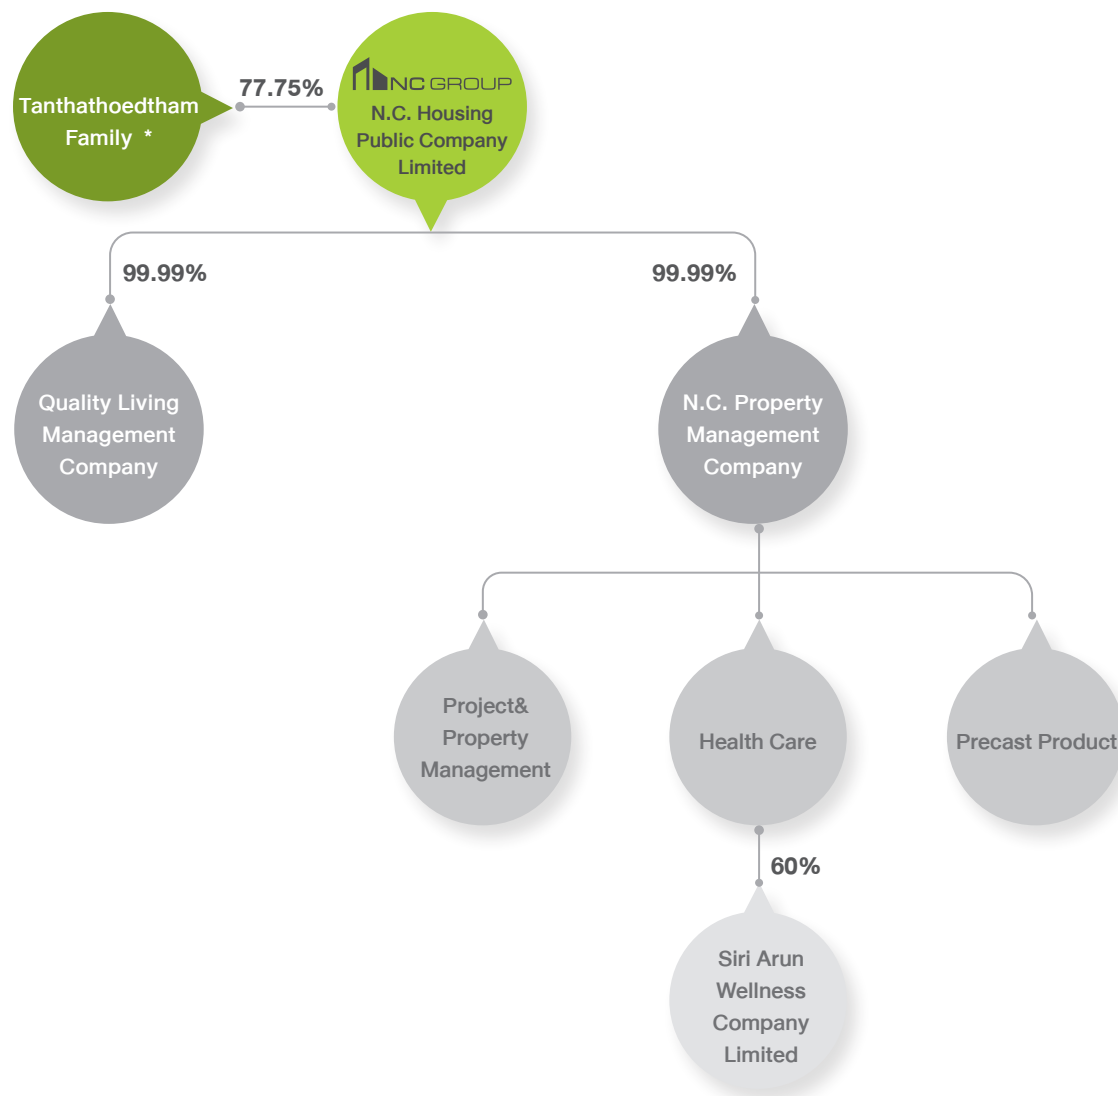 Tanthathoedtham
Family *
77.75%
NC GROUP
N.C. Housing
Public Company
Limited
99.99%
99.99%
Quality Living
Management
Company
N.C. Property
Management
Company
Project&
Property
Management
Health Care
Precast Product
60%
Siri Arun
Wellness
Company
Limited